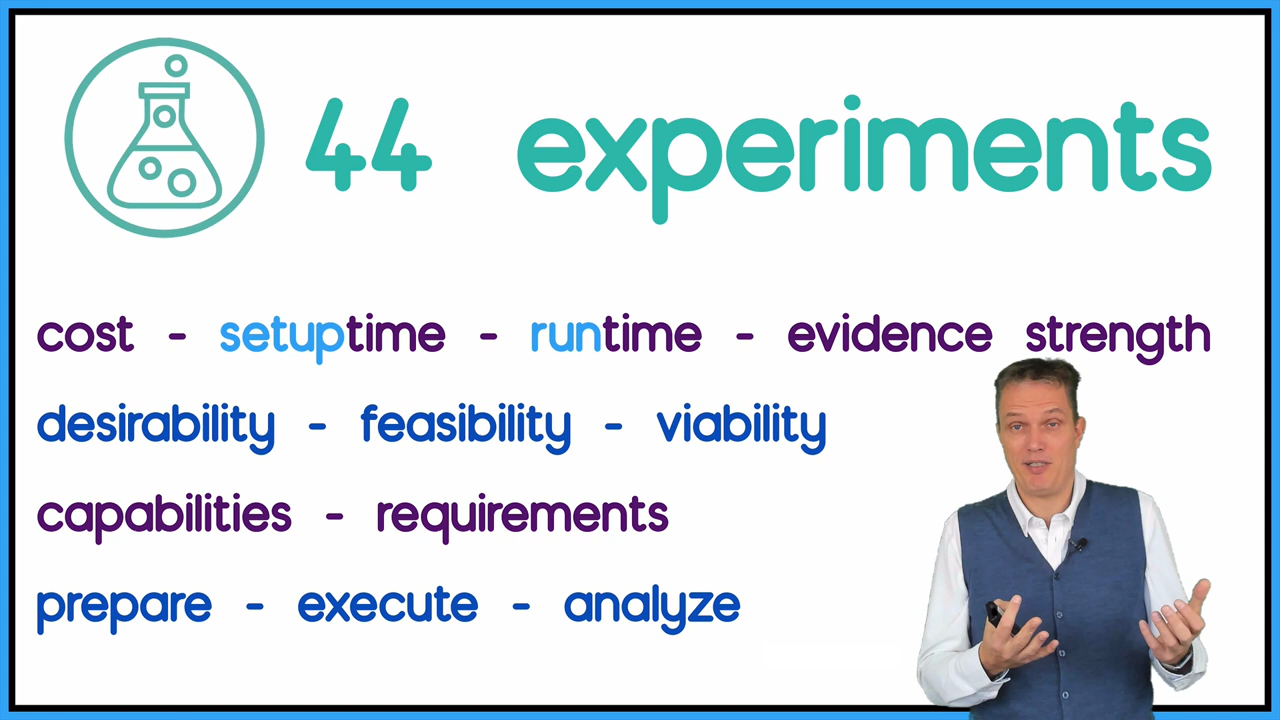 44 experiments
cost - setuptime - runtime - evidence strength
desirability - feasibility - viability
capabilities - requirements
prepare - execute - analyze